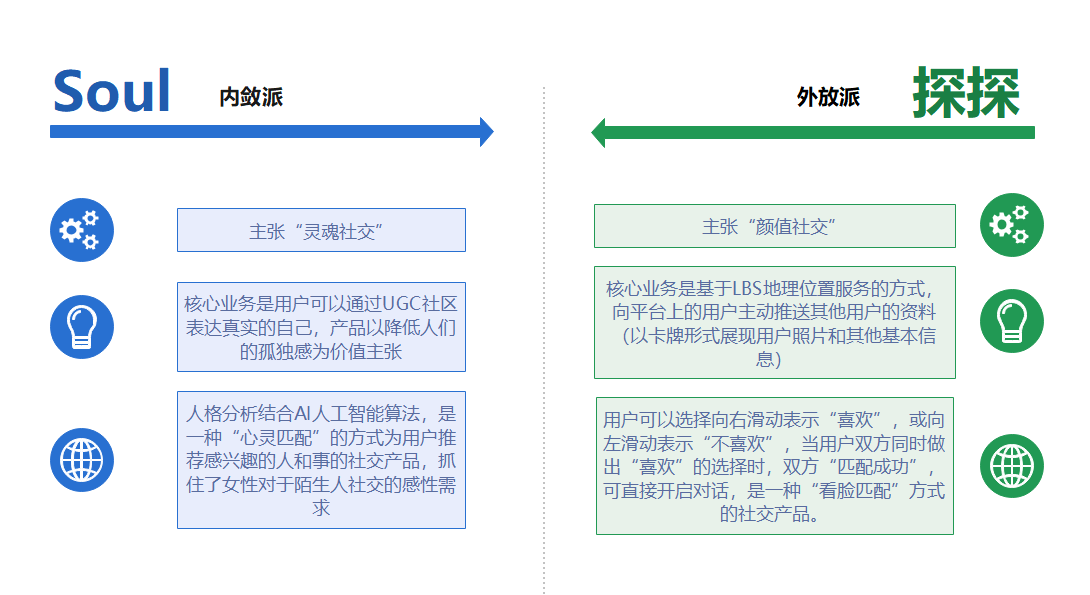 Soul
内敛派
主张“灵魂社交”
核心业务是用户可以通过UGC社区
表达真实的自己，产品以降低人们
的孤独感为价值主张
人格分析结合AI人工智能算法，是
一种“心灵匹配”的方式为用户推
荐感兴趣的人和事的社交产品，抓
住了女性对于陌生人社交的感性需
求
外放派
探探
主张“颜值社交”
核心业务是基于LBS地理位置服务的方式，
向平台上的用户主动推送其他用户的资料
（以卡牌形式展现用户照片和其他基本信
息）
用户可以选择向右滑动表示“喜欢”，或向
左滑动表示“不喜欢”，当用户双方同时做
出“喜欢”的选择时，双方“匹配成功”，
可直接开启对话，是一种“看脸匹配”方式
的社交产品。